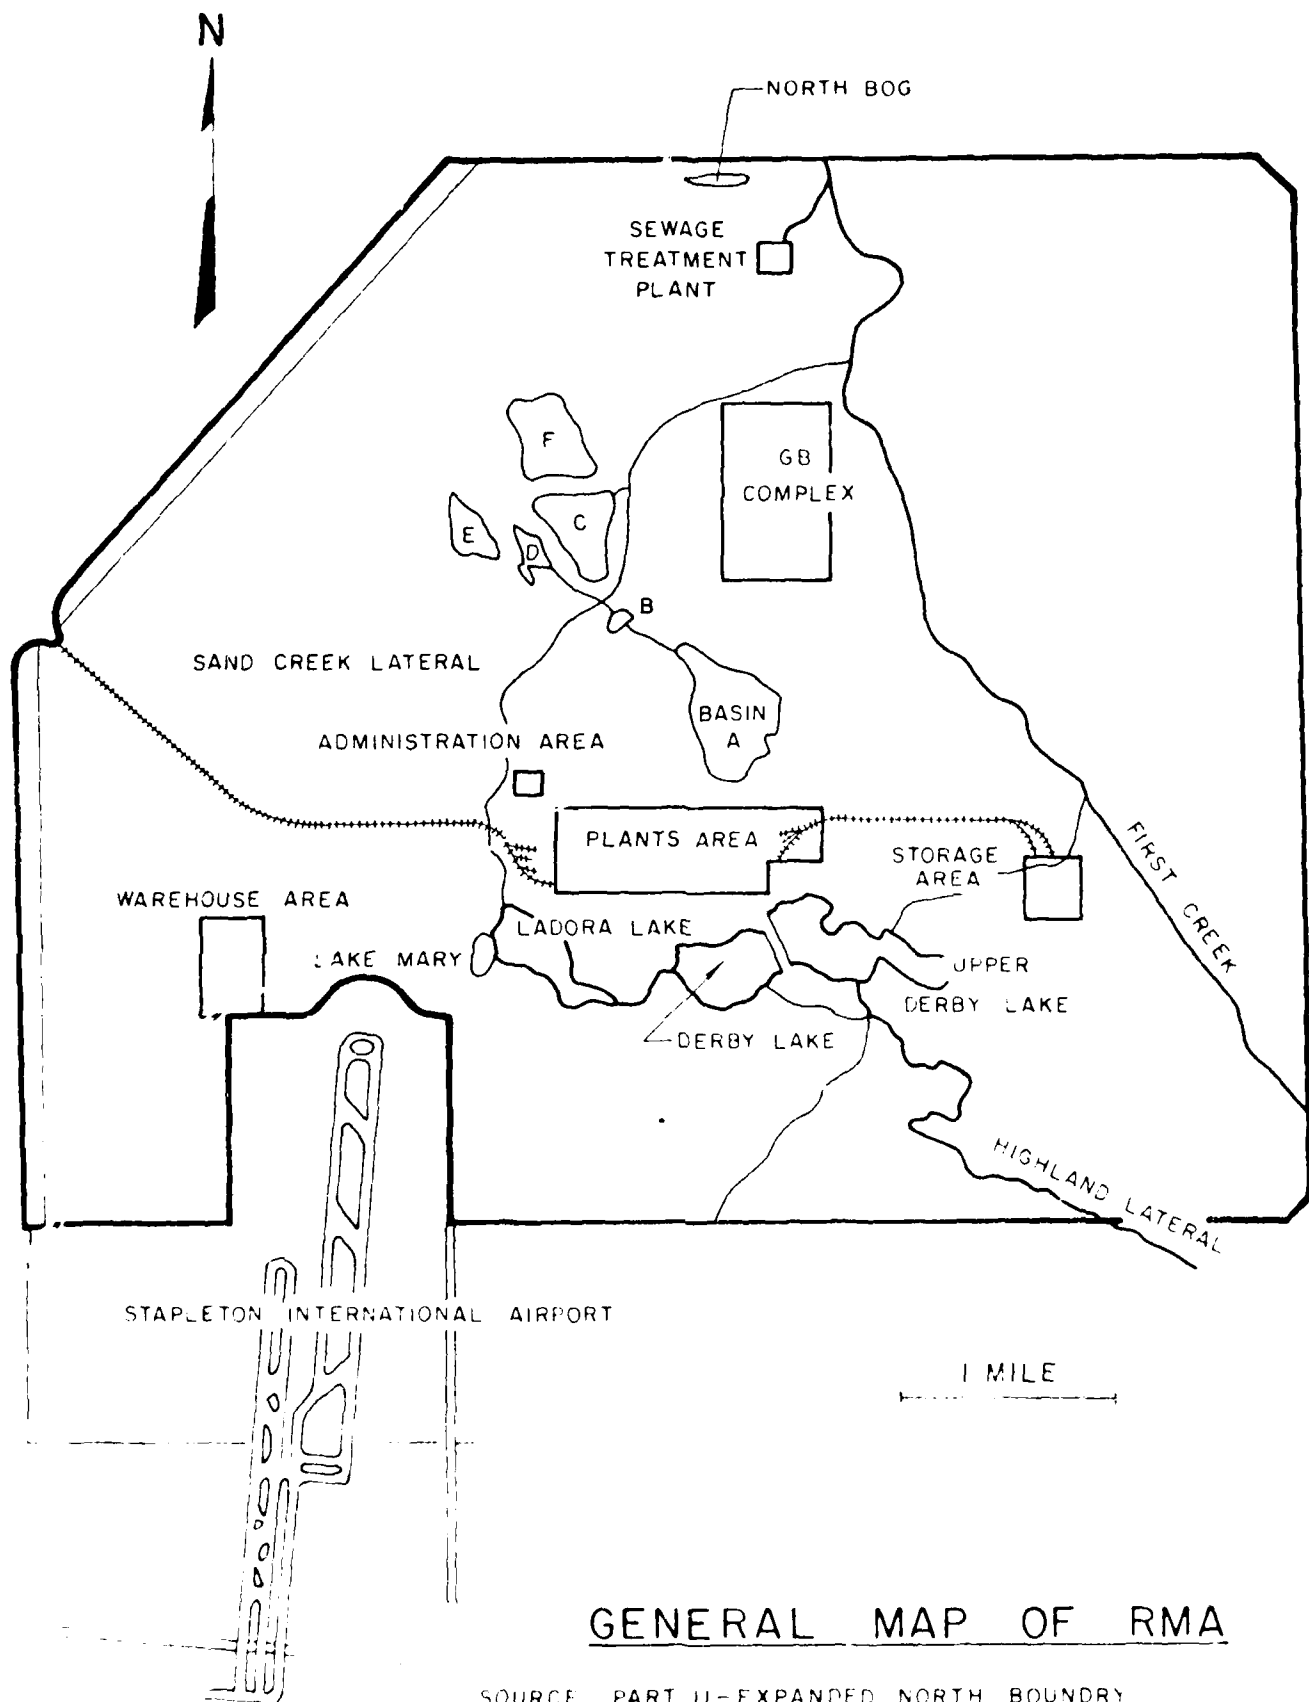 N
NORTH BOG
SEWAGE
TREATMENT
PLANT
F
GB
COMPLEX
C
E
D
B
SAND CREEK LATERAL
BASIN
A
ADMINISTRATION AREA
PLANTS AREA
STORAGE
AREA
FIRST CREEK
WAREHOUSE AREA
LADORA LAKE
LAKE MARY
UPPER
DERBY LAKE
DERBY LAKE
HIGHLAND LATERAL
STAPLETON INTERNATIONAL AIRPORT
1 MILE
GENERAL MAP OF RMA
SOURCE PART II-EXPANDED NORTH BOUNDRY